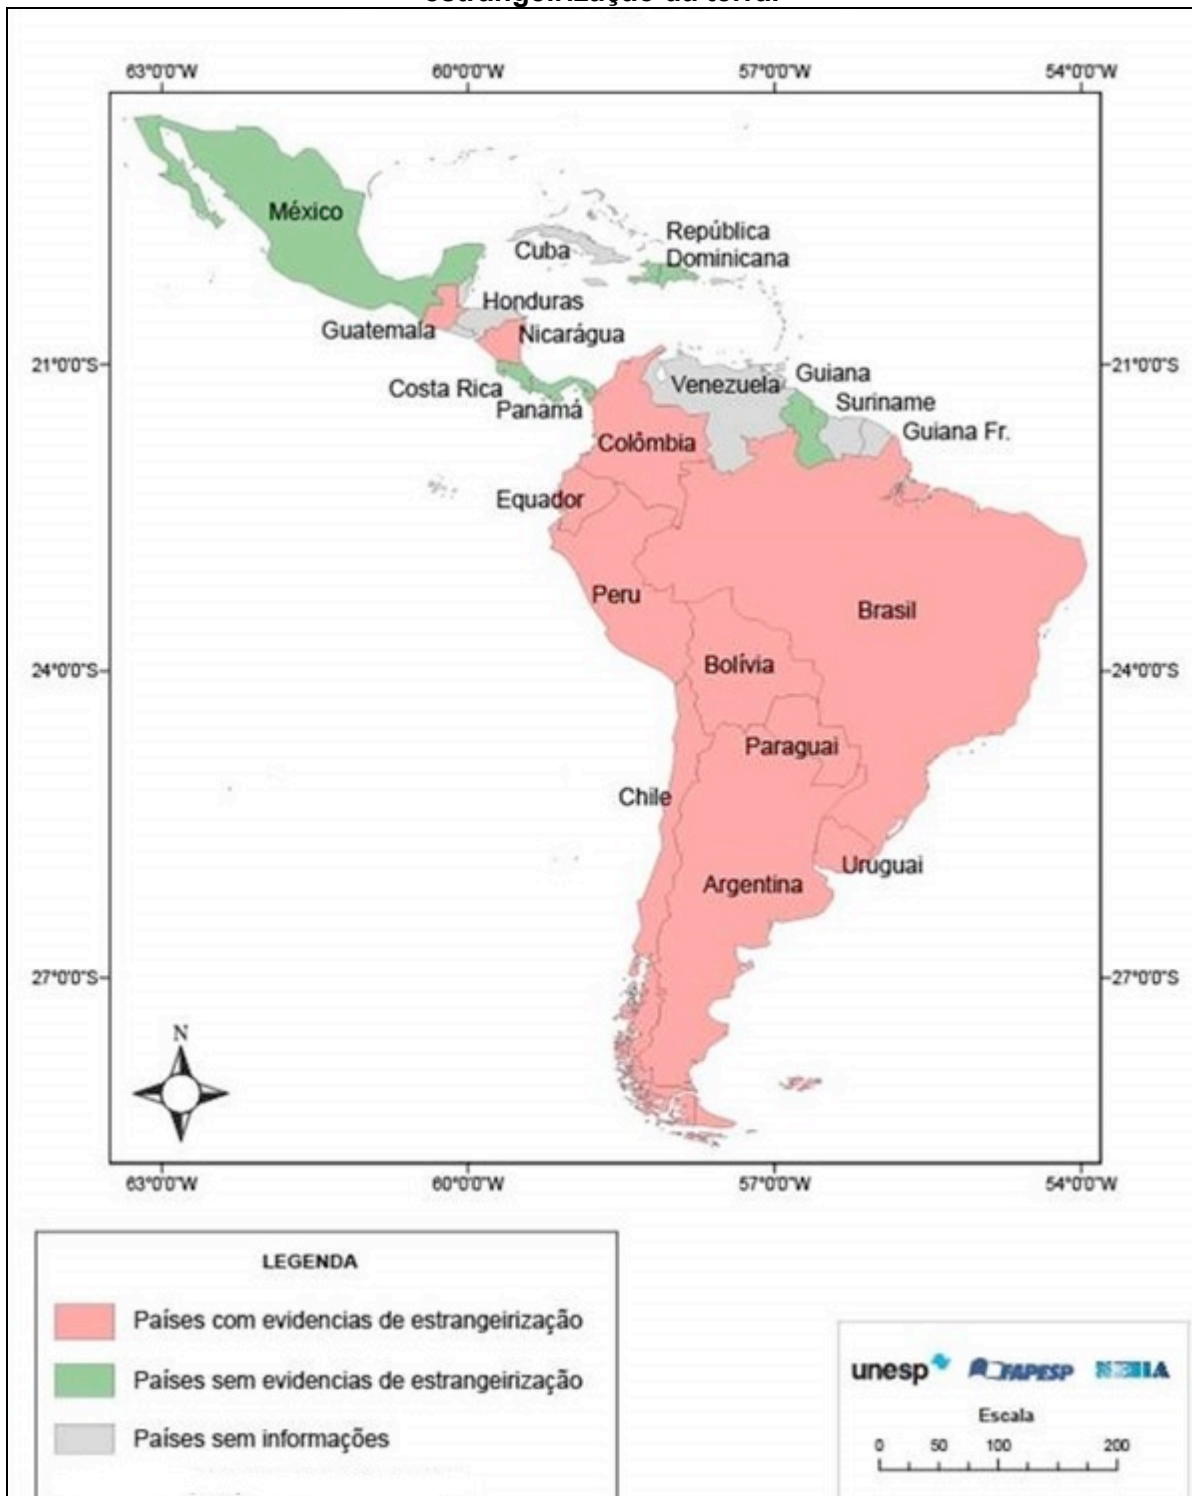 estrangeirização da terra.
63°0'0"W 60°0'0"W 57°0'0"W 54°0'0"W
México
República
Dominicana
Cuba
Honduras
Guatemala
Nicarágua
21°0'0"S
21°0'0"S
Costa Rica
Panamá
Venezuela
Guiana
Suriname
Guiana Fr.
Colômbia
Equador
Peru
Brasil
24°0'0"S
24°0'0"S
Bolívia
Paraguai
Chile
Uruguai
Argentina
27°0'0"S
27°0'0"S
N
63°0'0"W 60°0'0"W 57°0'0"W 54°0'0"W
LEGENDA
Países com evidencias de estrangeirização
Países sem evidencias de estrangeirização
Países sem informações
unesp FAPESP
Escala
0 50 100 200